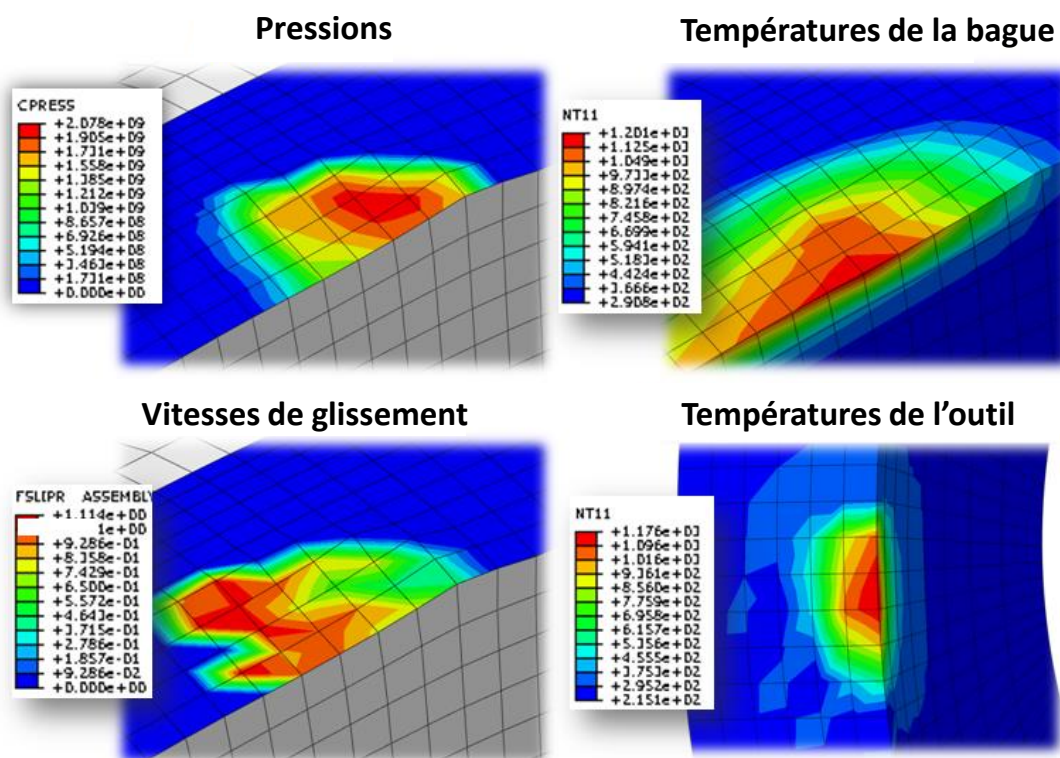 Pressions
CPRESS
+2.078e+09
+1.905e+09
+1.731e+09
+1.558e+09
+1.385e+09
+1.212e+09
+1.039e+09
+8.657e+08
+6.926e+08
+5.194e+08
+3.463e+08
+1.731e+08
+0.000e+00
Températures de la bague
NT11
+1.201e+03
+1.125e+03
+1.049e+03
+9.733e+02
+8.974e+02
+8.216e+02
+7.458e+02
+6.699e+02
+5.941e+02
+5.183e+02
+4.424e+02
+3.666e+02
+2.908e+02
Vitesses de glissement
FSLIPR ASSEMBLY
+1.114e+00
1e+00
+9.286e-01
+8.358e-01
+7.429e-01
+6.500e-01
+5.572e-01
+4.643e-01
+3.715e-01
+2.786e-01
+1.857e-01
+9.286e-02
+0.000e+00
Températures de l’outil
NT11
+1.176e+03
+1.096e+03
+1.016e+03
+9.361e+02
+8.560e+02
+7.759e+02
+6.958e+02
+6.157e+02
+5.356e+02
+4.555e+02
+3.753e+02
+2.952e+02
+2.151e+02